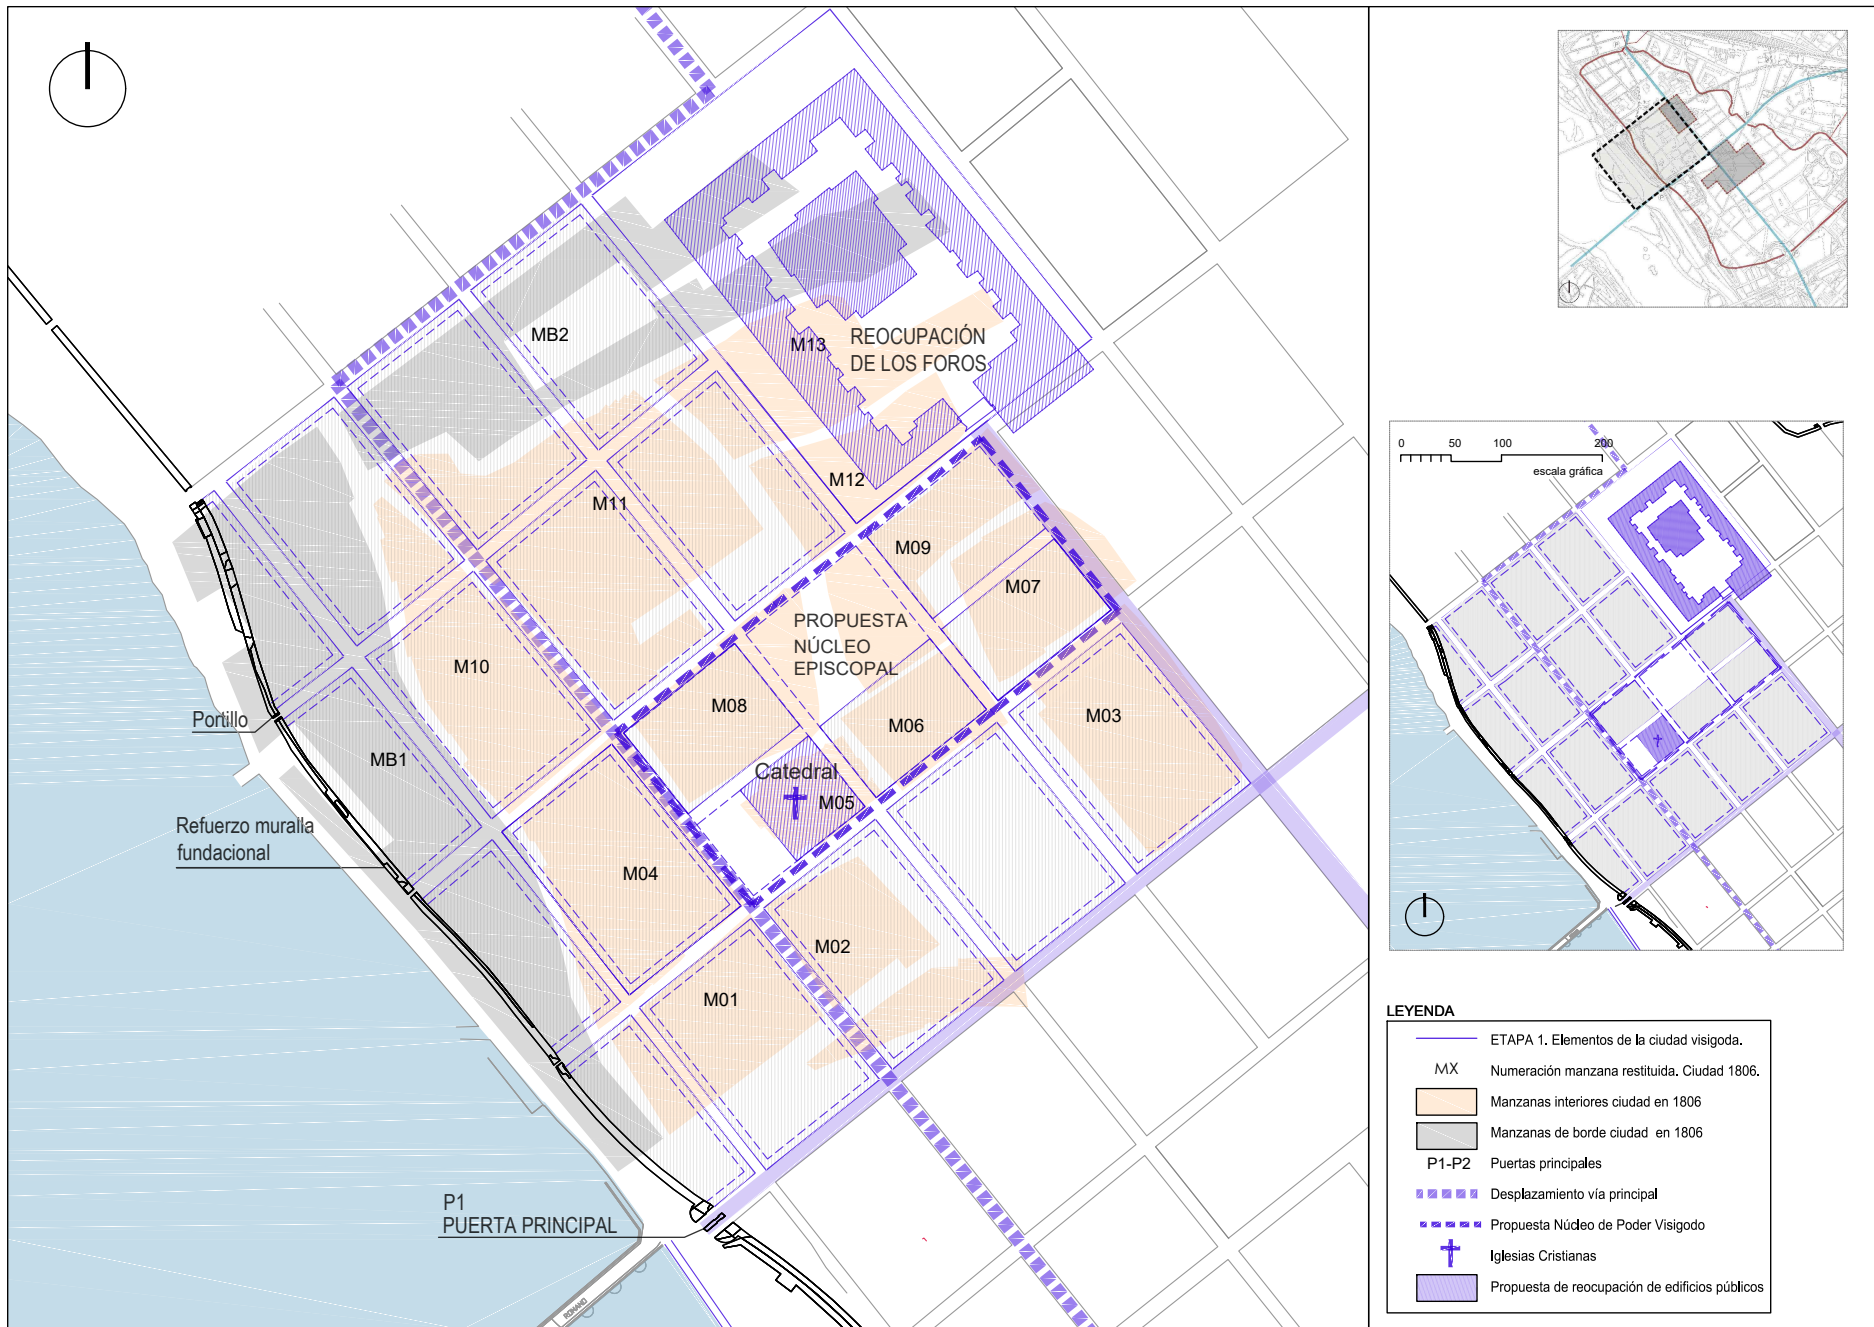 MB2
M13
REOCUPACIÓN
DE LOS FOROS
M12
M11
M09
M07
PROPUESTA
NÚCLEO
EPISCOPAL
M10
M08
M06
M03
Portillo
MB1
Catedral
M05
Refuerzo muralla
fundacional
M04
M02
M01
P1
PUERTA PRINCIPAL
ROMANO
0 50 100 200
escala gráfica
LEYENDA
ETAPA 1. Elementos de la ciudad visigoda.
MX Numeración manzana restituida. Ciudad 1806.
Manzanas interiores ciudad en 1806
Manzanas de borde ciudad en 1806
P1-P2 Puertas principales
Desplazamiento vía principal
Propuesta Núcleo de Poder Visigodo
Iglesias Cristianas
Propuesta de reocupación de edificios públicos